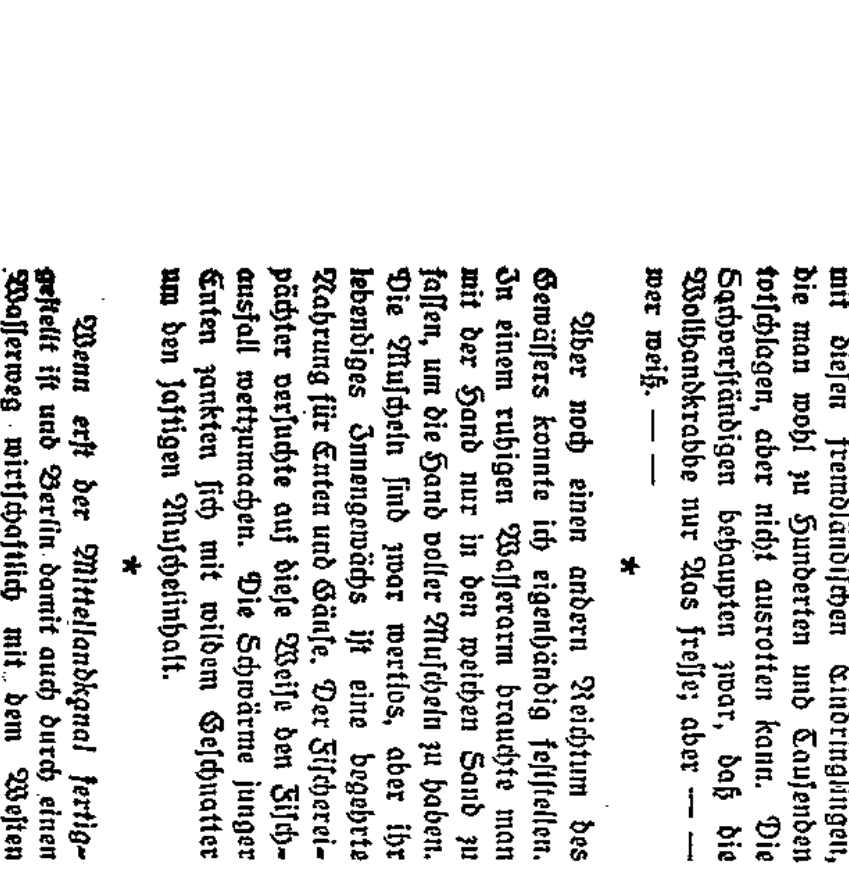 mit diesen fremdländischen Eindringlingen,
die man wohl zu Hunderten und Tausenden
totschlagen, aber nicht ausrotten kann. Die
Sachverständigen behaupten zwar, daß die
Wollhandkrabbe nur Aas fresse; aber — —
wer weiß. — —
*
Aber noch einen andern Reichtum des
Gewässers konnte ich eigenhändig feststellen.
In einem ruhigen Wasserarm brauchte man
mit der Hand nur in den weichen Sand zu
fassen, um die Hand voller Muscheln zu haben.
Die Muscheln sind zwar wertlos, aber ihr
lebendiges Innengewächs ist eine begehrte
Nahrung für Enten und Gänse. Der Fischerei-
pächter versuchte auf diese Weise den Fisch-
ausfall wettzumachen. Die Schwärme junger
Enten zankten sich mit wildem Geschnatter
um den saftigen Muschelinhalt.
*
Wenn erst der Mittellandkanal fertig-
gestellt ist und Berlin damit auch durch einen
Wasserweg wirtschaftlich mit dem Westen